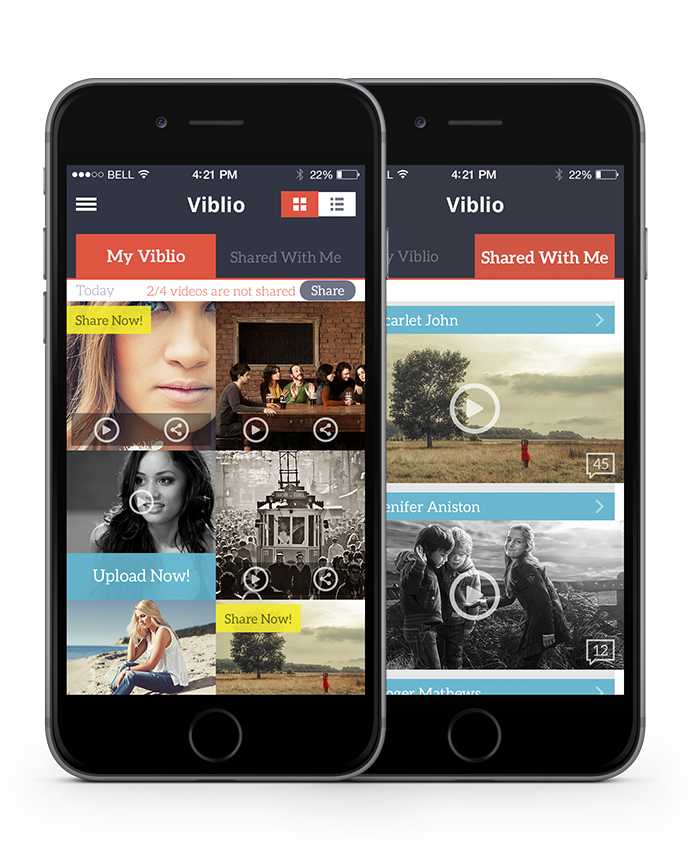 BELL 4:21 PM 22%
Viblio
My Viblio Shared With Me
Today 2/4 videos are not shared Share
Share Now!
Upload Now!
Share Now!
L 4:21 PM 22%
Viblio
y Viblio Shared With Me
carlet John
45
enifer Aniston
12
oger Mathews